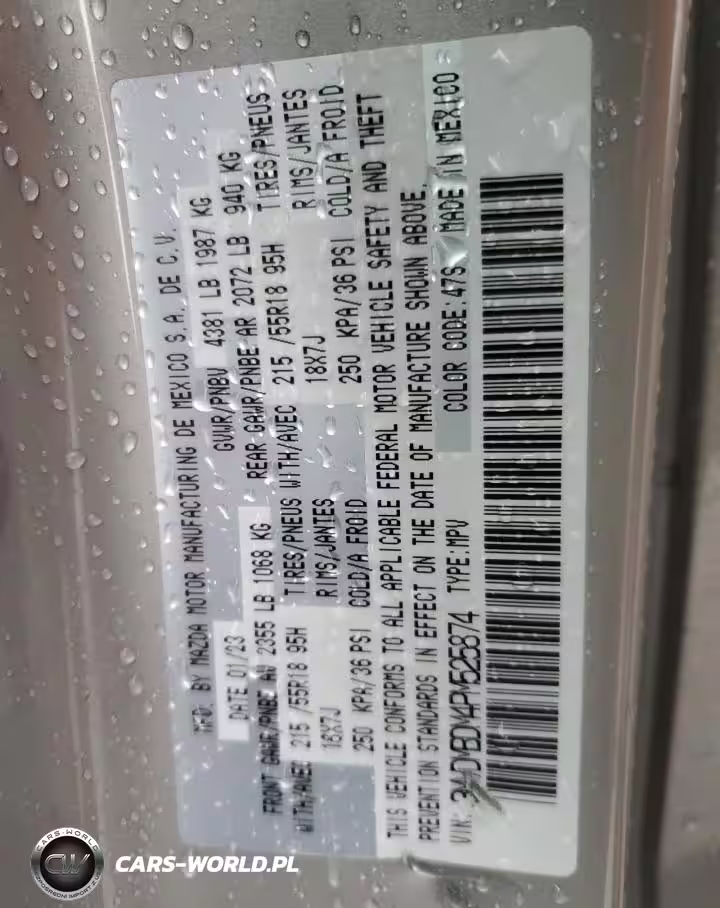 MFD. BY MAZDA MOTOR MANUFACTURING DE MEXICO S.A. DE C.V.
DATE 01/23 GVWR/PNBV 4381 LB 1987 KG
FRONT GAWR/PNBE AV 2355 LB 1068 KG REAR GAWR/PNBE AR 2072 LB 940 KG
WITH/AVEC 215 /55R18 95H TIRES/PNEUS WITH/AVEC 215 /55R18 95H TIRES/PNEUS
18X7J RIMS/JANTES 18X7J RIMS/JANTES
250 KPA/36 PSI COLD/A FROID 250 KPA/36 PSI COLD/A FROID
THIS VEHICLE CONFORMS TO ALL APPLICABLE FEDERAL MOTOR VEHICLE SAFETY AND THEFT
PREVENTION STANDARDS IN EFFECT ON THE DATE OF MANUFACTURE SHOWN ABOVE.
VIN: TYPE:MPV COLOR CODE:47S MADE IN MEXICO
CARS-WORLD
CW
CARS-WORLD.PL